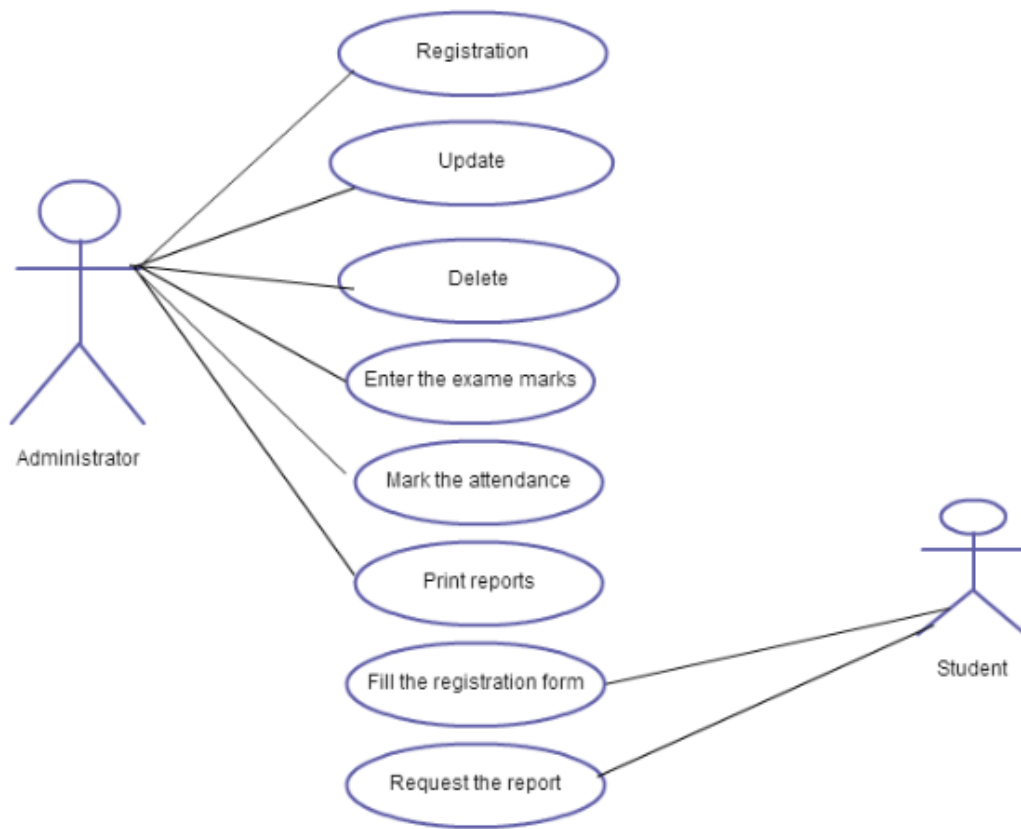 Registration
Update
Delete
Enter the exame marks
Administrator
Mark the attendance
Print reports
Student
Fill the registration form
Request the report